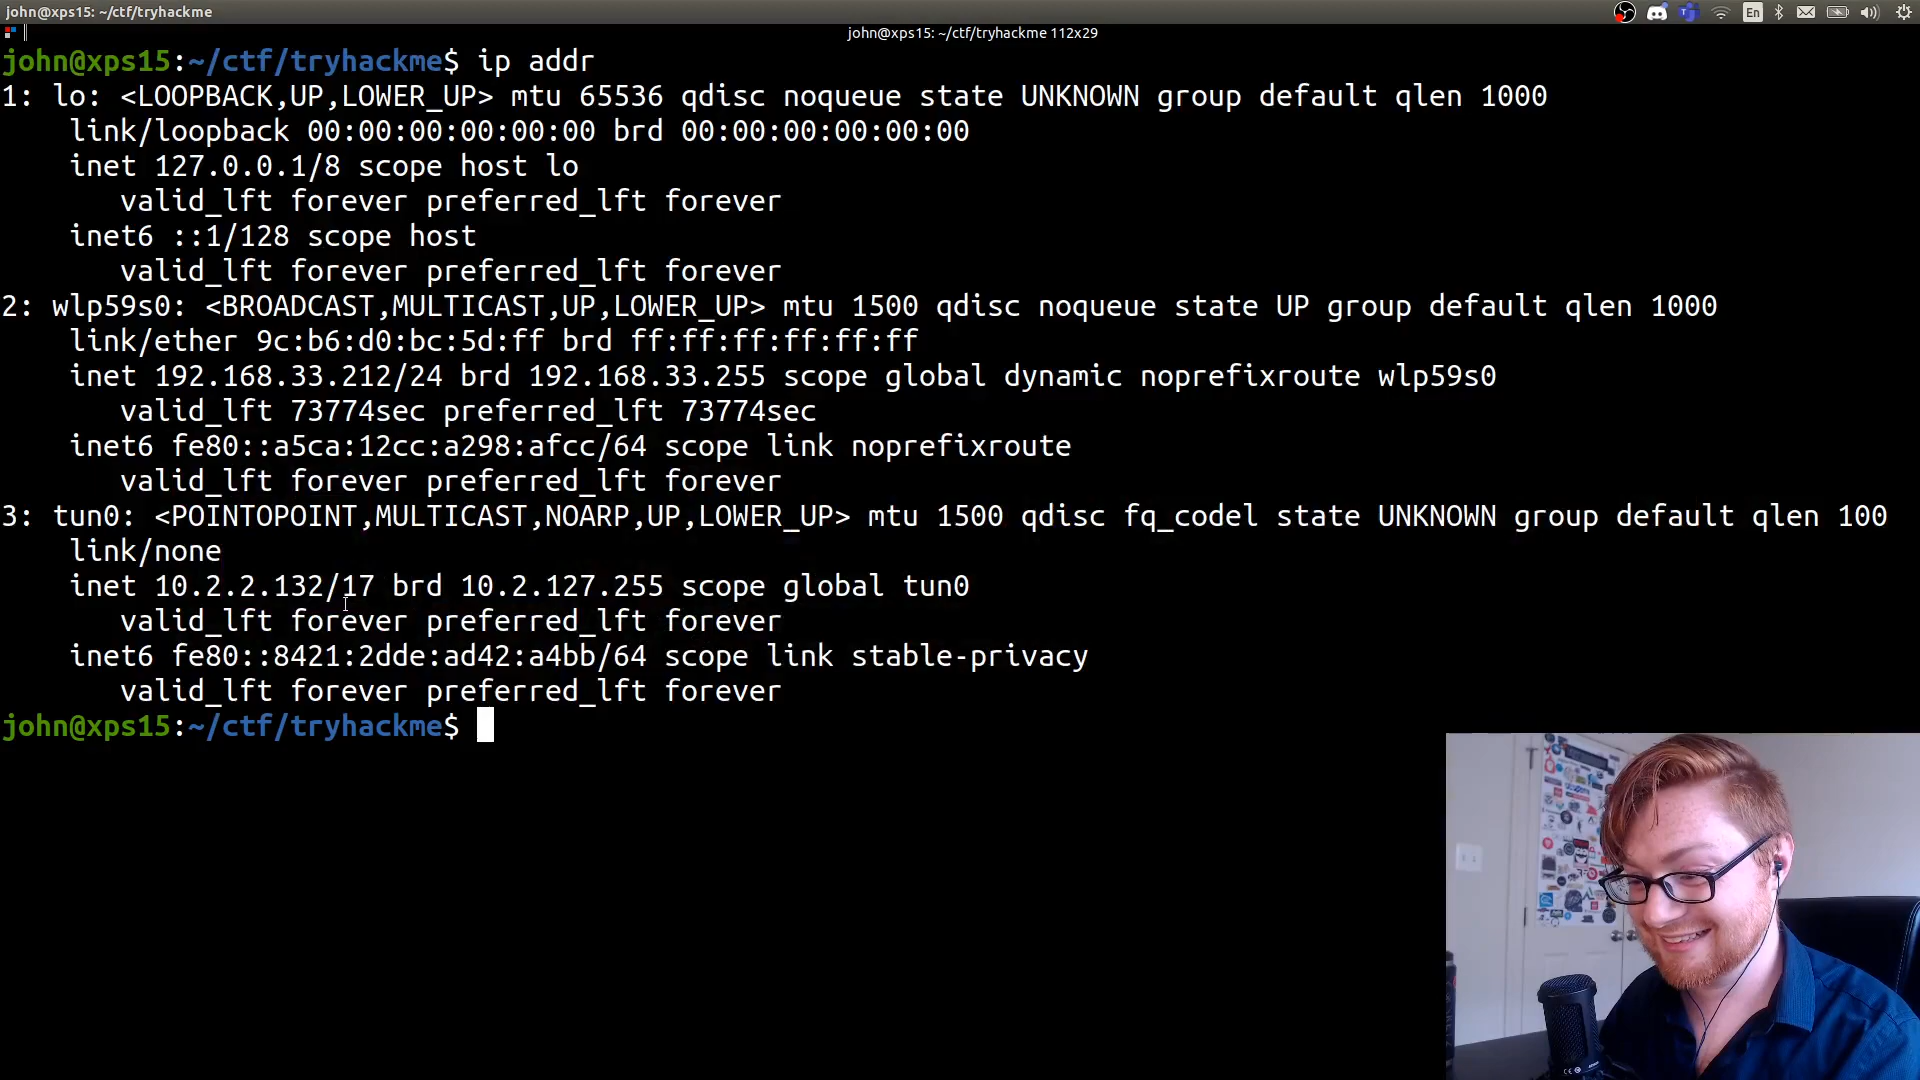 john@xps15: ~/ctf/tryhackme
En
john@xps15: ~/ctf/tryhackme 112x29
john@xps15:~/ctf/tryhackme$ ip addr
1: lo: <LOOPBACK,UP,LOWER_UP> mtu 65536 qdisc noqueue state UNKNOWN group default qlen 1000
    link/loopback 00:00:00:00:00:00 brd 00:00:00:00:00:00
    inet 127.0.0.1/8 scope host lo
       valid_lft forever preferred_lft forever
    inet6 ::1/128 scope host
       valid_lft forever preferred_lft forever
2: wlp59s0: <BROADCAST,MULTICAST,UP,LOWER_UP> mtu 1500 qdisc noqueue state UP group default qlen 1000
    link/ether 9c:b6:d0:bc:5d:ff brd ff:ff:ff:ff:ff:ff
    inet 192.168.33.212/24 brd 192.168.33.255 scope global dynamic noprefixroute wlp59s0
       valid_lft 73774sec preferred_lft 73774sec
    inet6 fe80::a5ca:12cc:a298:afcc/64 scope link noprefixroute
       valid_lft forever preferred_lft forever
3: tun0: <POINTOPOINT,MULTICAST,NOARP,UP,LOWER_UP> mtu 1500 qdisc fq_codel state UNKNOWN group default qlen 100
    link/none
    inet 10.2.2.132/17 brd 10.2.127.255 scope global tun0
       valid_lft forever preferred_lft forever
    inet6 fe80::8421:2dde:ad42:a4bb/64 scope link stable-privacy
       valid_lft forever preferred_lft forever
john@xps15:~/ctf/tryhackme$